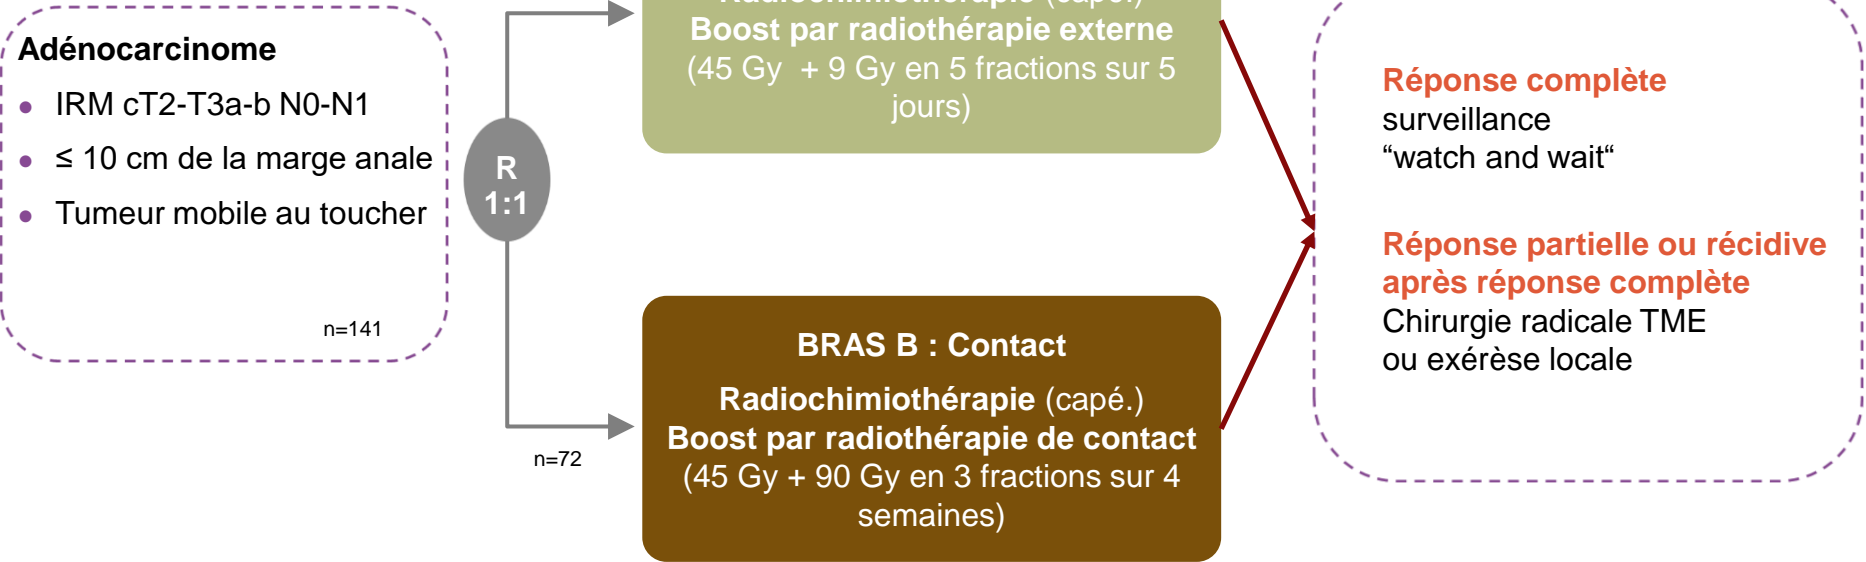 Adénocarcinome
● IRM cT2-T3a-b N0-N1
● ≤ 10 cm de la marge anale
● Tumeur mobile au toucher
n=141
R
1:1
Radiochimiothérapie (capé.)
Boost par radiothérapie externe
(45 Gy + 9 Gy en 5 fractions sur 5
jours)
n=72
BRAS B : Contact
Radiochimiothérapie (capé.)
Boost par radiothérapie de contact
(45 Gy + 90 Gy en 3 fractions sur 4
semaines)
Réponse complète
surveillance
“watch and wait“
Réponse partielle ou récidive
après réponse complète
Chirurgie radicale TME
ou exérèse locale